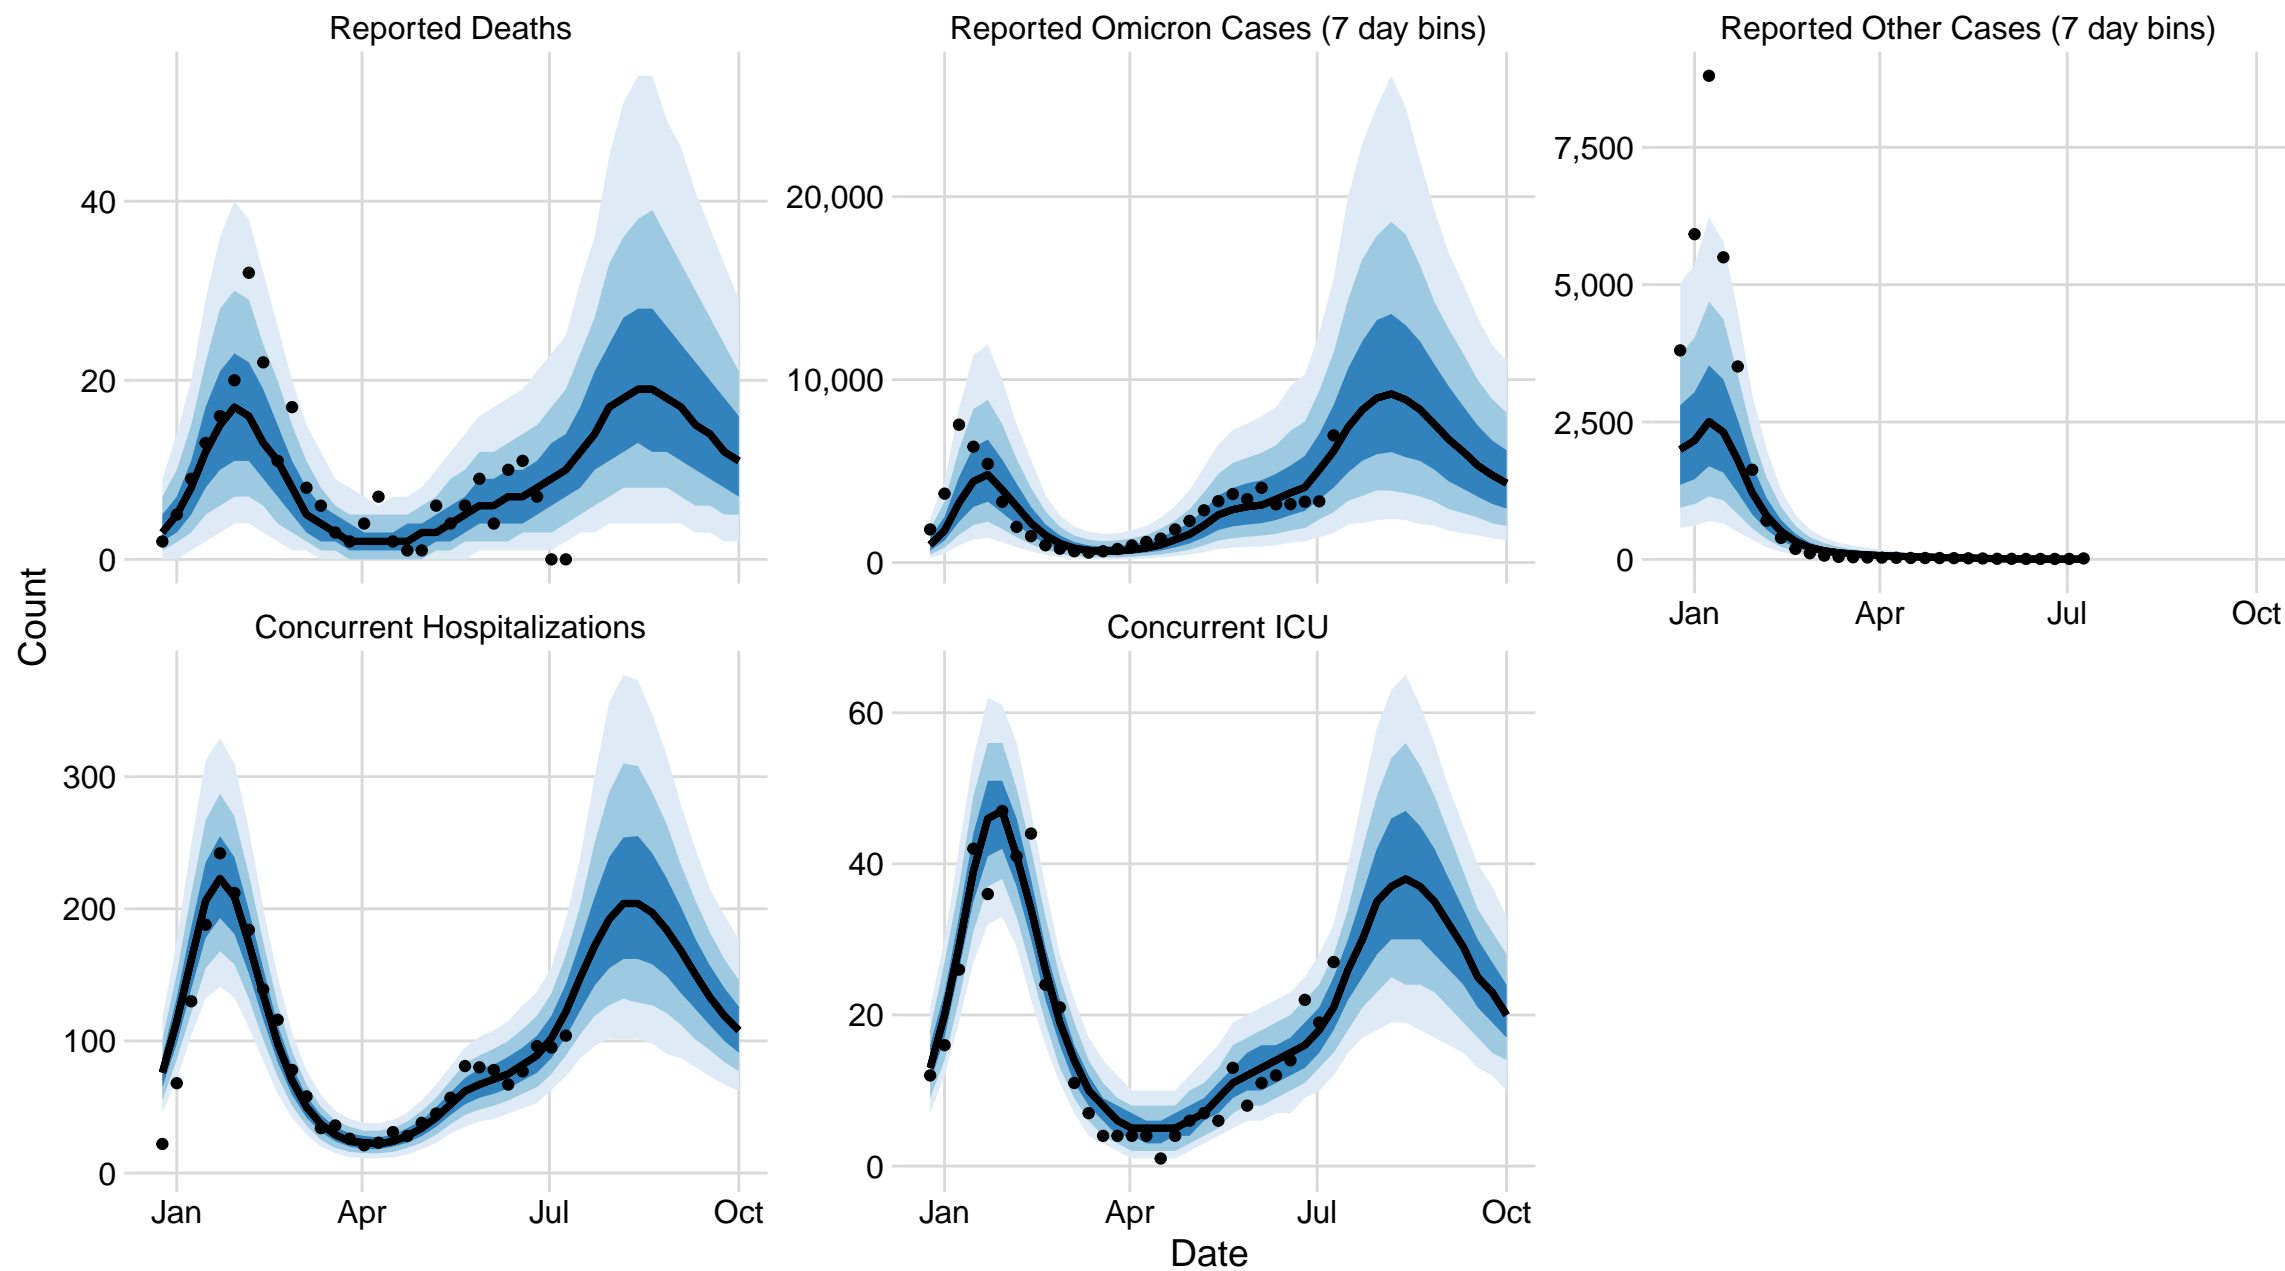 Reported Deaths
Reported Omicron Cases (7 day bins)
Reported Other Cases (7 day bins)
40
20
0
20,000
10,000
0
7,500
5,000
2,500
0
Jan Apr Jul Oct
Count
Concurrent Hospitalizations
Concurrent ICU
300
200
100
0
60
40
20
0
Jan Apr Jul Oct
Jan Apr Jul Oct
Date